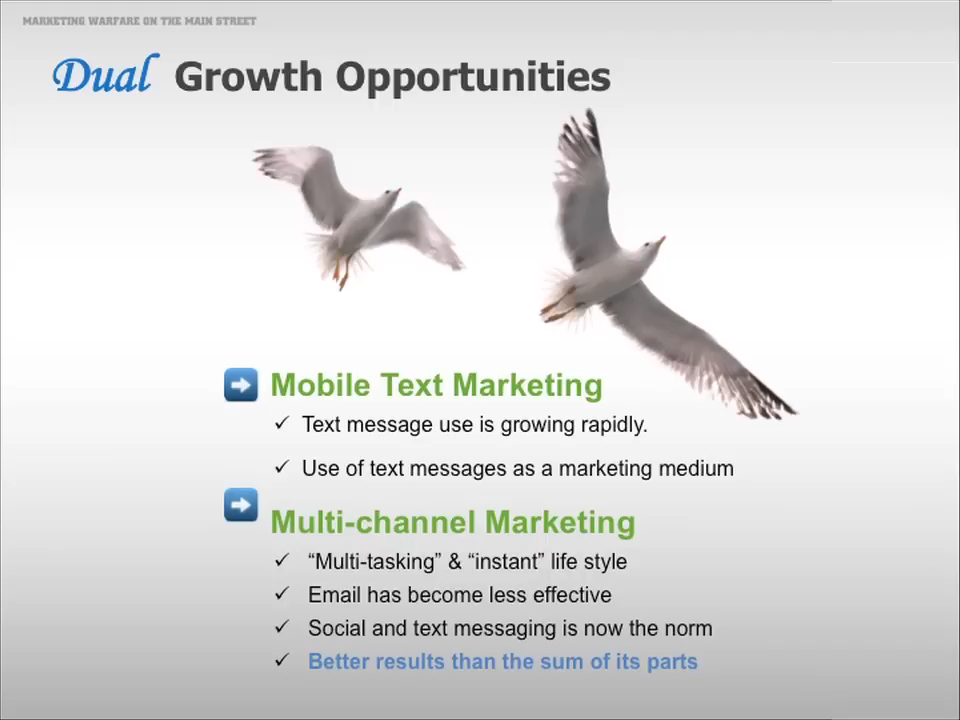 MARKETING WARFARE ON THE MAIN STREET
Dual Growth Opportunities
Mobile Text Marketing
✓ Text message use is growing rapidly.
✓ Use of text messages as a marketing medium
Multi-channel Marketing
✓ “Multi-tasking” & “instant” life style
✓ Email has become less effective
✓ Social and text messaging is now the norm
✓ Better results than the sum of its parts